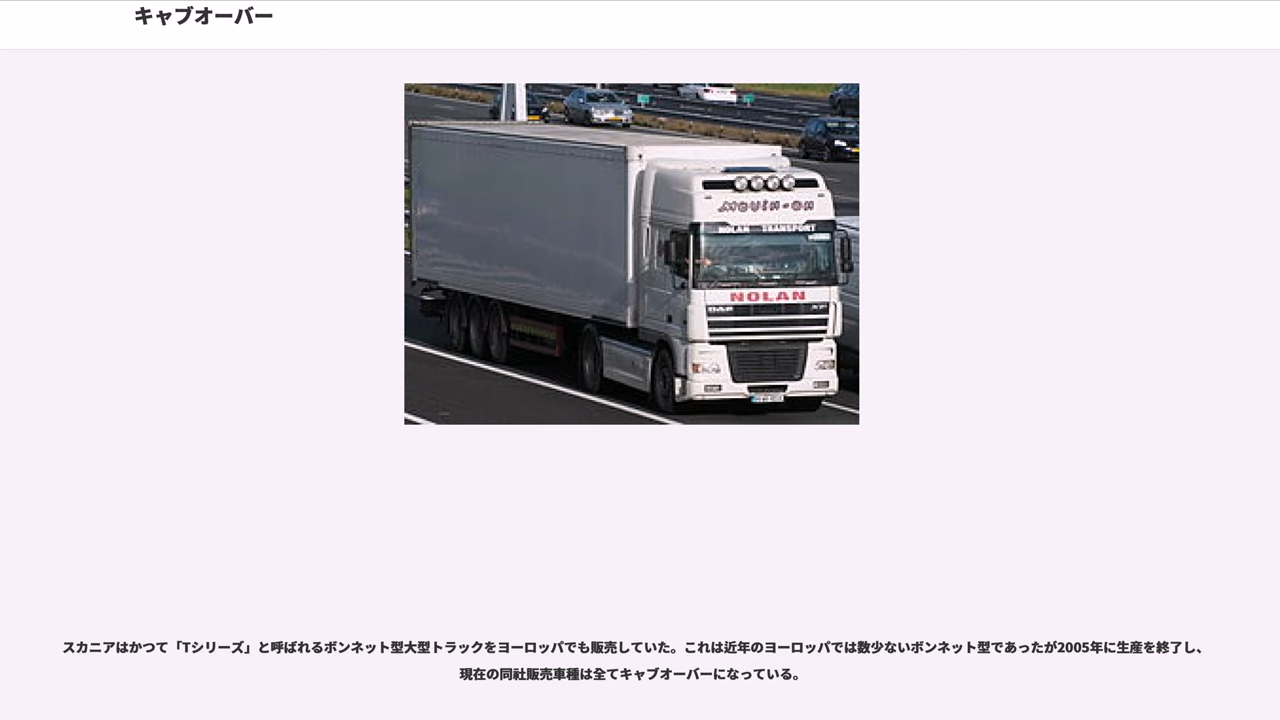 キャブオーバー
Movin-on
NOLAN TRANSPORT
NOLAN
DAF XF
スカニアはかつて「Tシリーズ」と呼ばれるボンネット型大型トラックをヨーロッパでも販売していた。これは近年のヨーロッパでは数少ないボンネット型であったが2005年に生産を終了し、
現在の同社販売車種は全てキャブオーバーになっている。